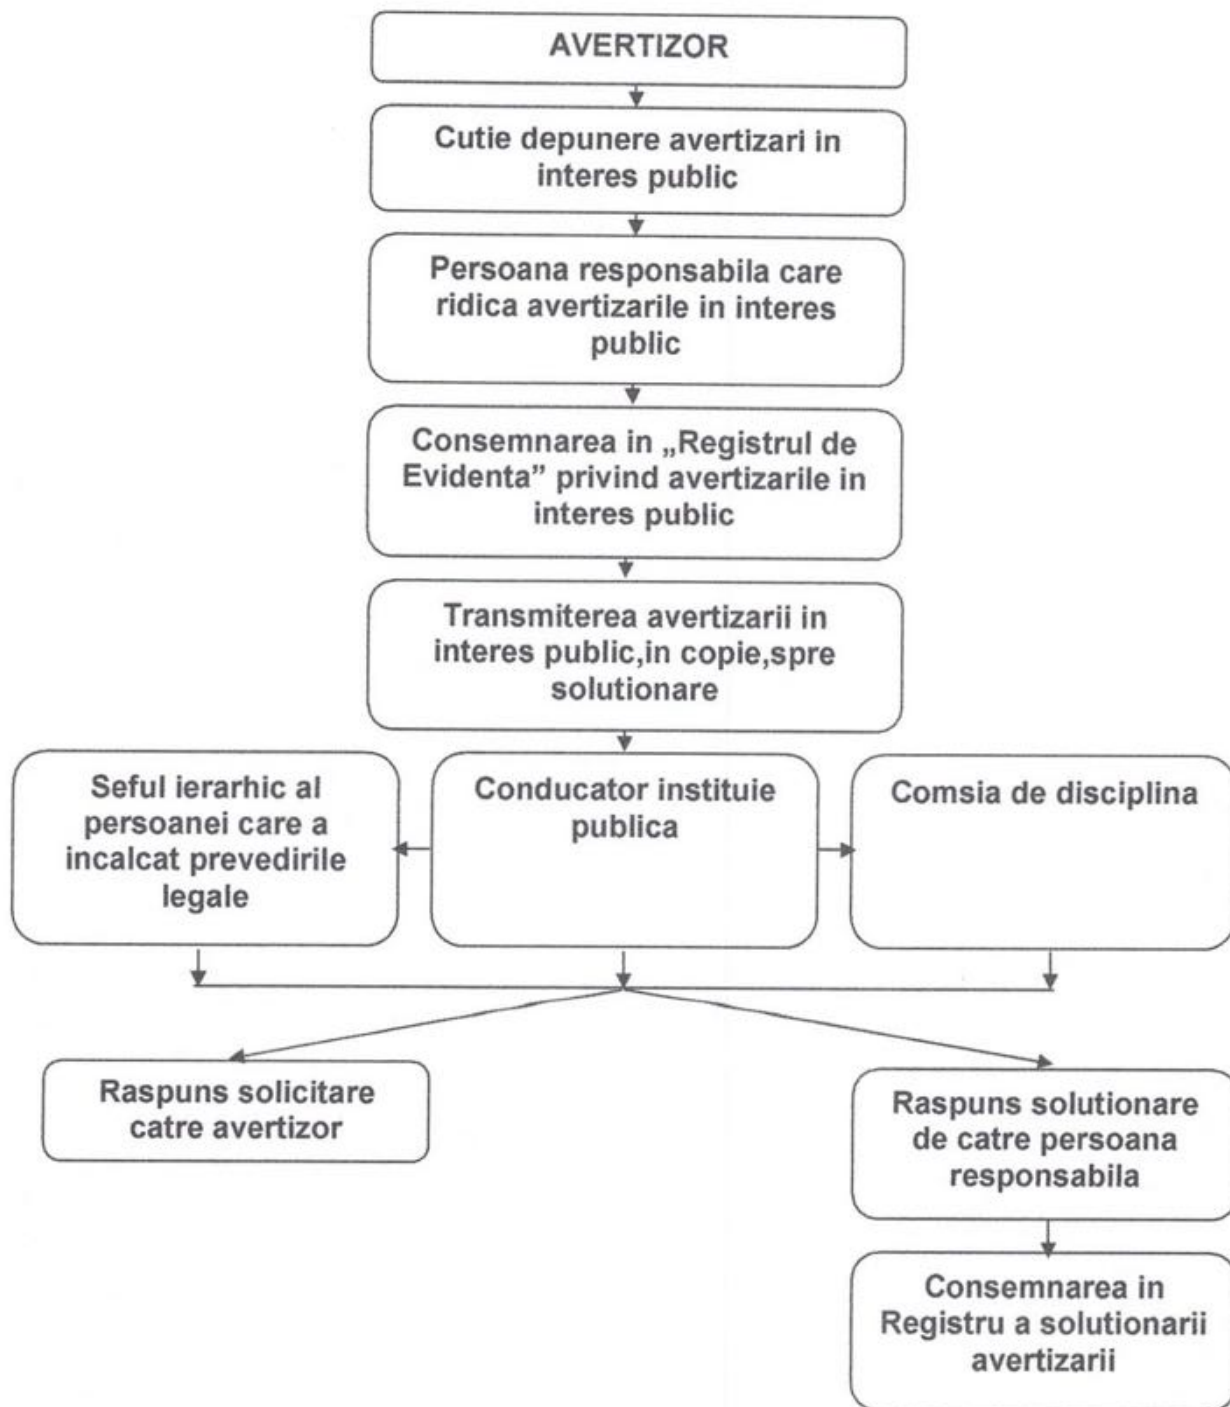 AVERTIZOR
Cutie depunere avertizari in
interes public
Persoana responsabila care
ridica avertizarile in interes
public
Consemnarea in „Registrul de
Evidenta” privind avertizarile in
interes public
Transmiterea avertizarii in
interes public,in copie,spre
solutionare
Seful ierarhic al
persoanei care a
incalcat prevedirile
legale
Conducator instituie
publica
Comsia de disciplina
Raspuns solicitare
catre avertizor
Raspuns solutionare
de catre persoana
responsabila
Consemnarea in
Registru a solutionarii
avertizarii